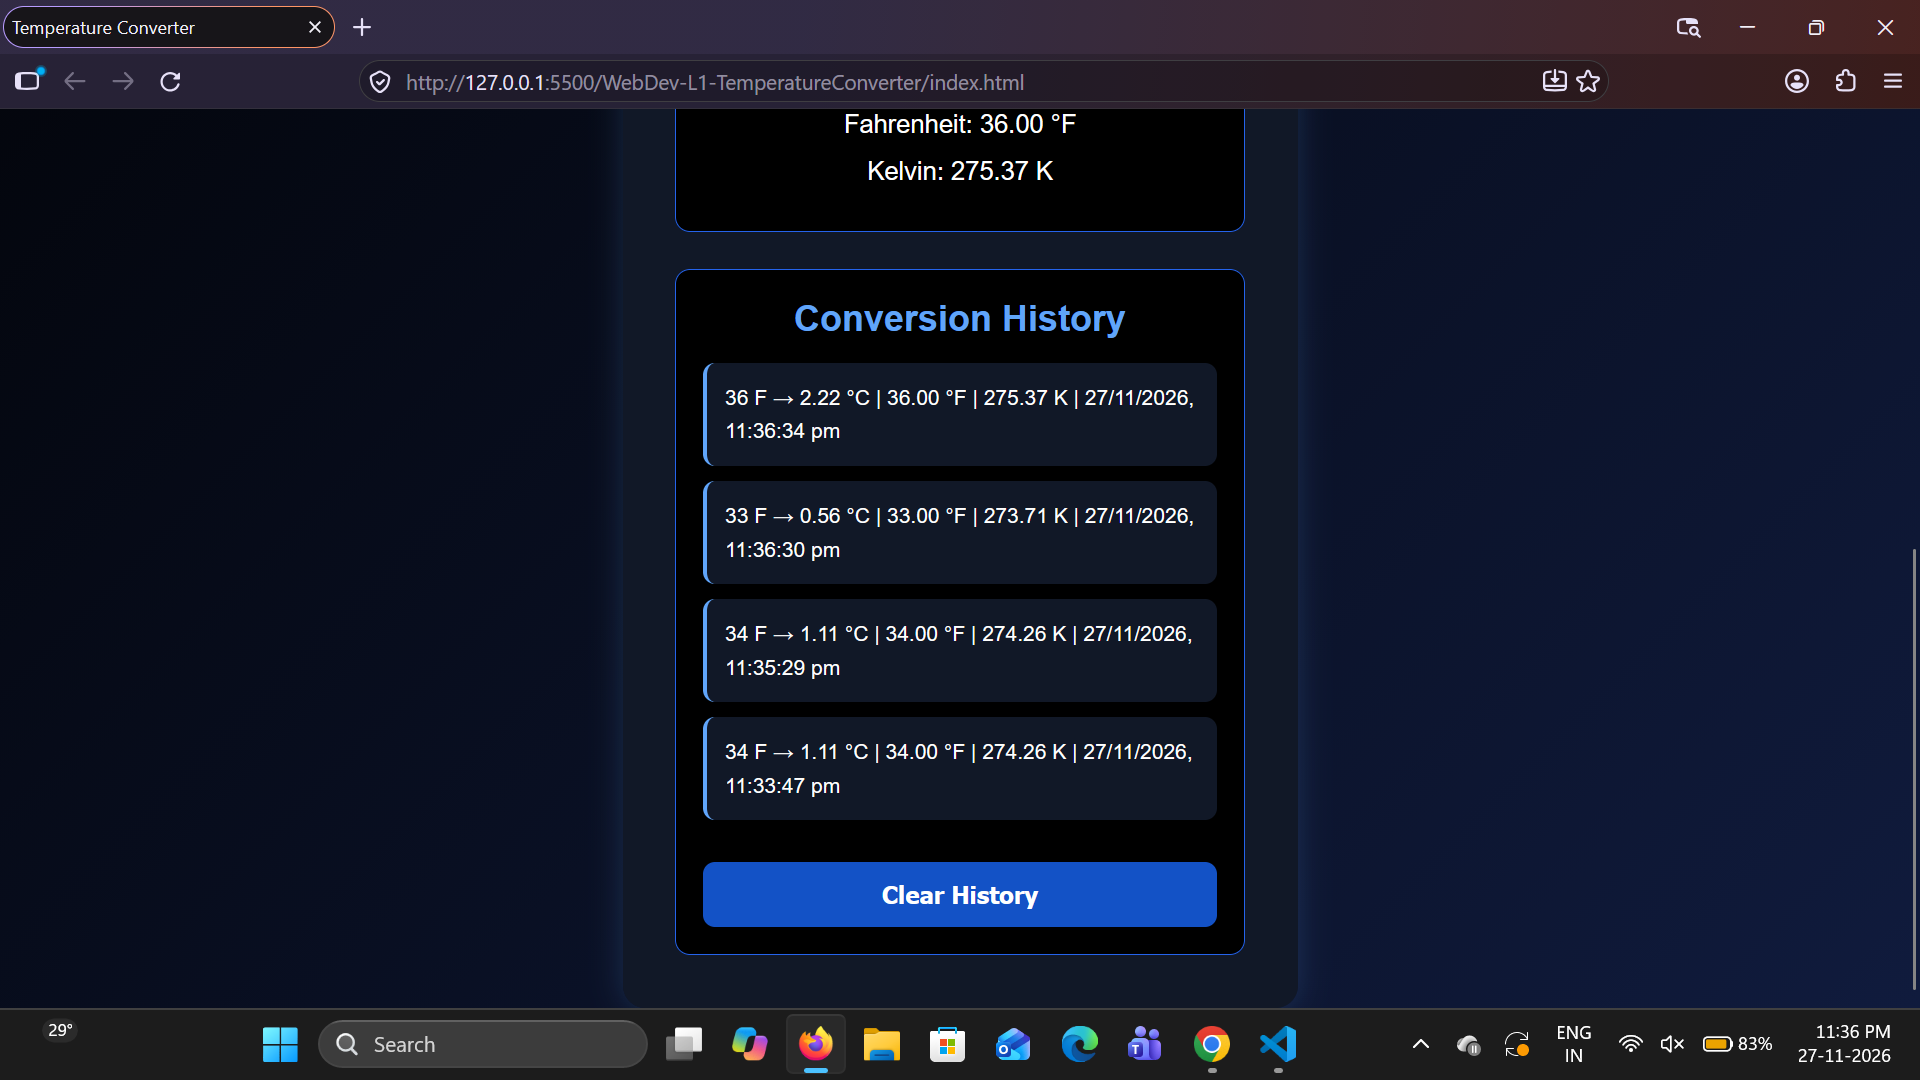 Temperature Converter
http://127.0.0.1:5500/WebDev-L1-TemperatureConverter/index.html
Fahrenheit: 36.00 °F
Kelvin: 275.37 K
Conversion History
36 F → 2.22 °C | 36.00 °F | 275.37 K | 27/11/2026,
11:36:34 pm
33 F → 0.56 °C | 33.00 °F | 273.71 K | 27/11/2026,
11:36:30 pm
34 F → 1.11 °C | 34.00 °F | 274.26 K | 27/11/2026,
11:35:29 pm
34 F → 1.11 °C | 34.00 °F | 274.26 K | 27/11/2026,
11:33:47 pm
Clear History
29°
Search
ENG
IN
83%
11:36 PM
27-11-2026